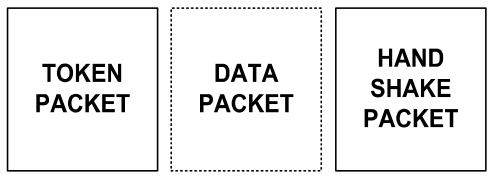 TOKEN
PACKET
DATA
PACKET
HAND
SHAKE
PACKET